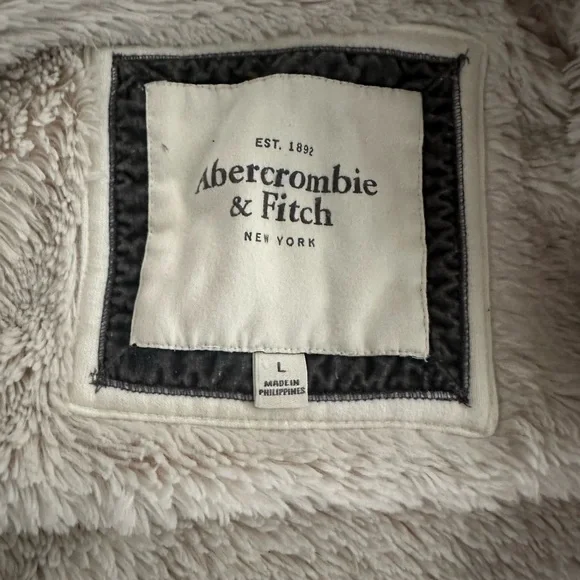 EST. 1892
Abercrombie
& Fitch
NEW YORK
L
MADE IN
PHILIPPINES